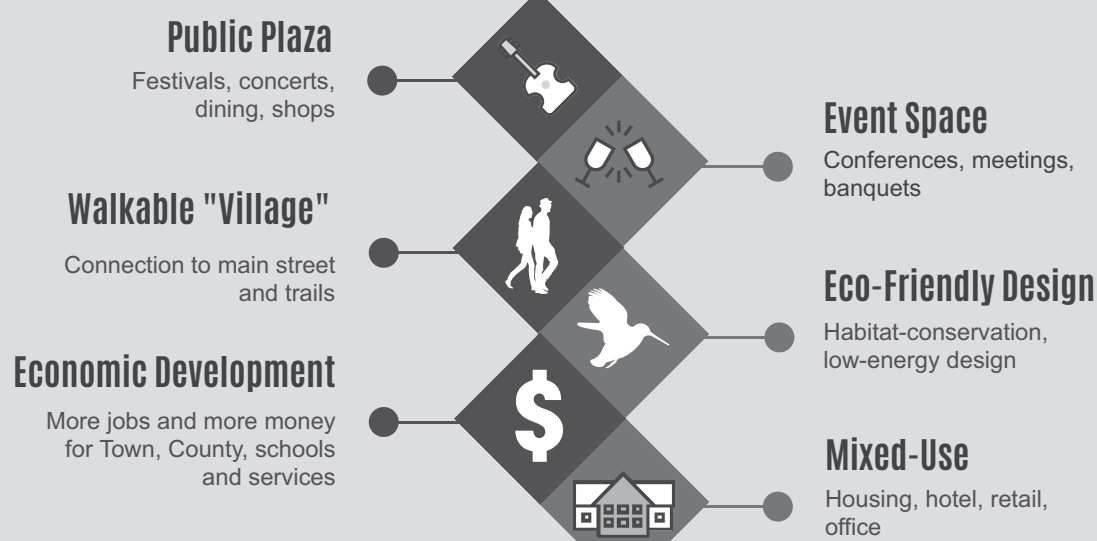 Public Plaza
Festivals, concerts,
dining, shops
Event Space
Conferences, meetings,
banquets
Walkable "Village"
Connection to main street
and trails
Eco-Friendly Design
Habitat-conservation,
low-energy design
Economic Development
More jobs and more money
for Town, County, schools
and services
$
Mixed-Use
Housing, hotel, retail,
office